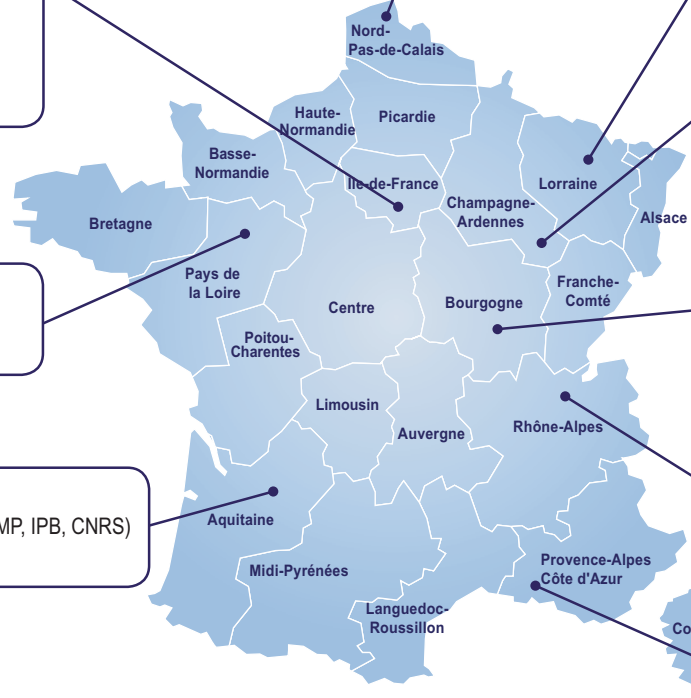 Nord-
Pas-de-Calais
Haute-
Normandie
Picardie
Basse-
Normandie
Ile-de-France
Lorraine
Champagne-
Ardennes
Alsace
Bretagne
Pays de
la Loire
Centre
Bourgogne
Franche-
Comté
Poitou-
Charentes
Limousin
Auvergne
Rhône-Alpes
MP, IPB, CNRS)
Aquitaine
Midi-Pyrénées
Provence-Alpes
Côte d'Azur
Languedoc-
Roussillon
Co